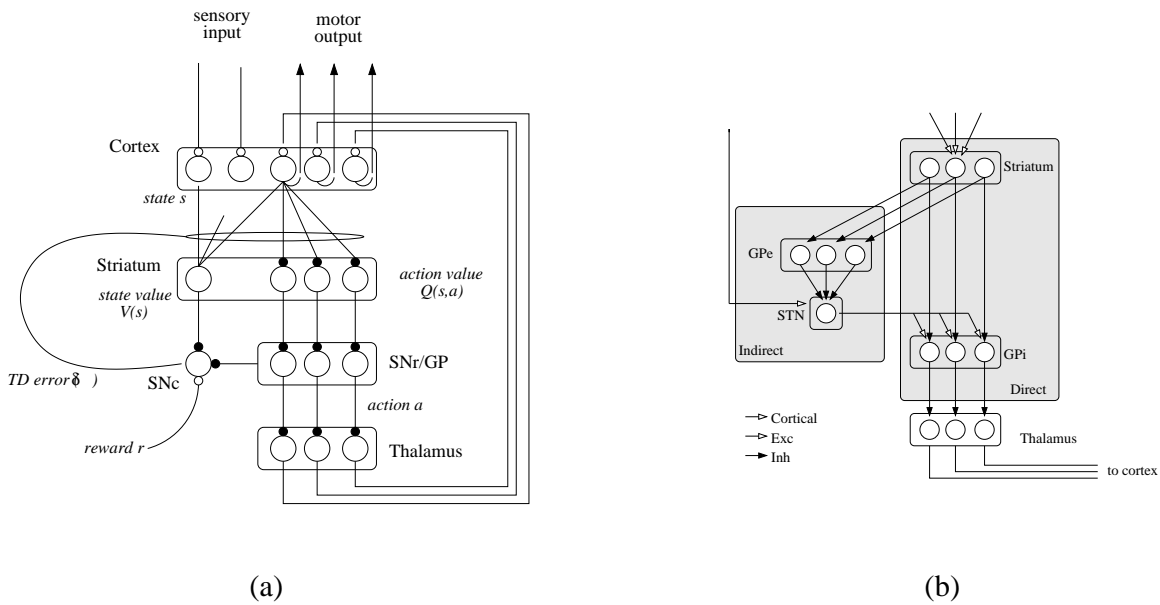 sensory
input
motor
output
Cortex
state s
Striatum
state value
V(s)
action value
Q(s,a)
SNr/GP
TD error(δ )
SNc
action a
reward r
Thalamus
(a)
Striatum
GPe
STN
Indirect
GPi
Direct
Cortical
Exc
Inh
Thalamus
to cortex
(b)